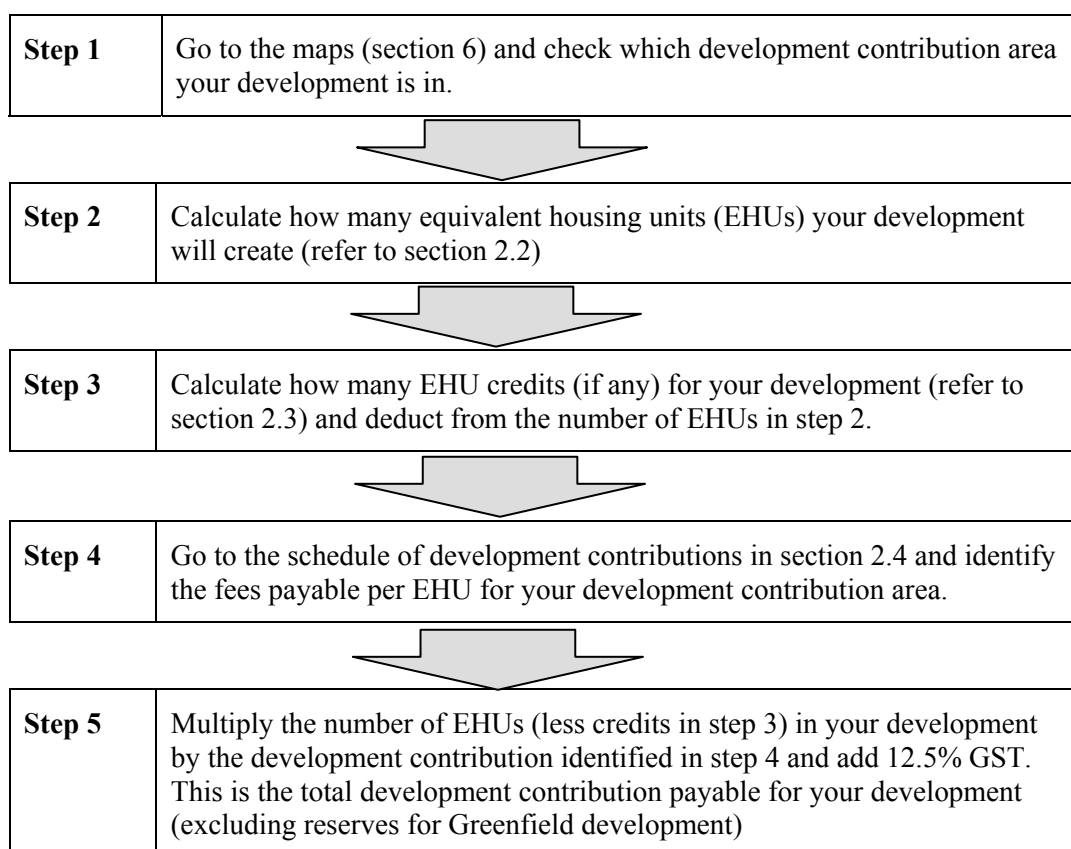 Step 1 Go to the maps (section 6) and check which development contribution area
your development is in.
Step 2 Calculate how many equivalent housing units (EHUs) your development
will create (refer to section 2.2)
Step 3 Calculate how many EHU credits (if any) for your development (refer to
section 2.3) and deduct from the number of EHUs in step 2.
Step 4 Go to the schedule of development contributions in section 2.4 and identify
the fees payable per EHU for your development contribution area.
Step 5 Multiply the number of EHUs (less credits in step 3) in your development
by the development contribution identified in step 4 and add 12.5% GST.
This is the total development contribution payable for your development
(excluding reserves for Greenfield development)